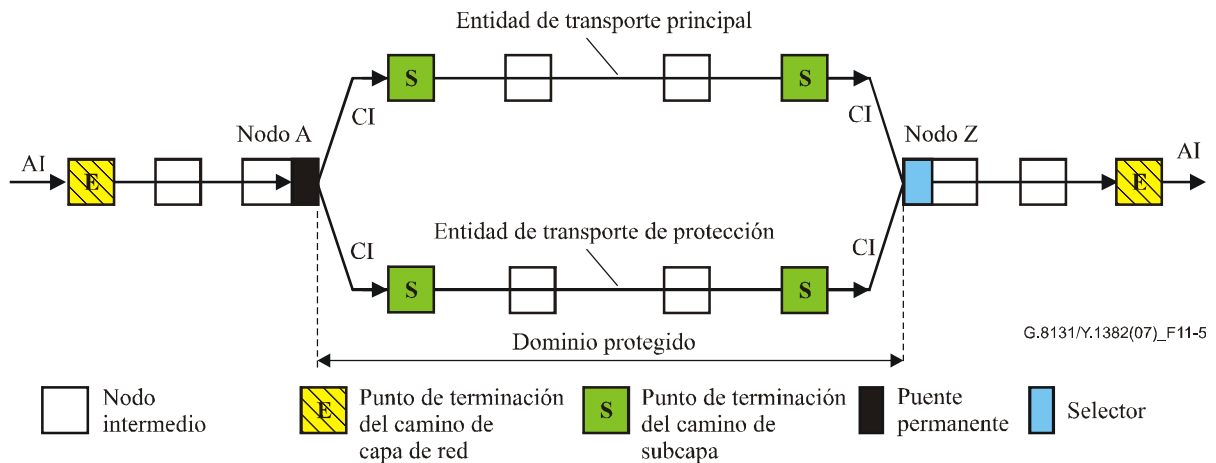 Entidad de transporte principal
S
S
CI
CI
Nodo A
Nodo Z
AI
AI
E
E
Entidad de transporte de protección
CI
CI
S
S
G.8131/Y.1382(07)_F11-5
Dominio protegido
Nodo
intermedio
E
Punto de terminación
del camino de
capa de red
S
Punto de terminación
del camino de
subcapa
Puente
permanente
Selector